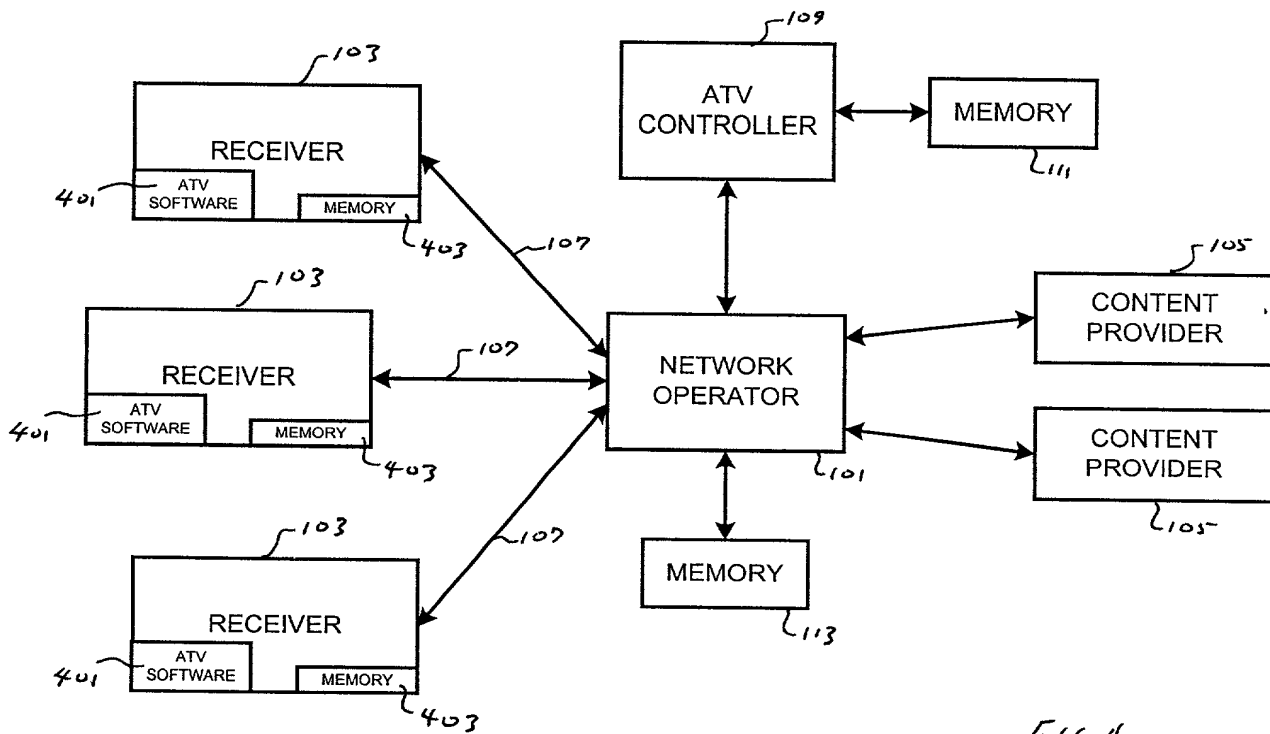 109
103
ATV
CONTROLLER
MEMORY
111
RECEIVER
401
ATV
SOFTWARE
MEMORY
403
107
103
105
CONTENT
PROVIDER
RECEIVER
107
NETWORK
OPERATOR
401
ATV
SOFTWARE
MEMORY
403
101
CONTENT
PROVIDER
105
103
107
MEMORY
113
RECEIVER
401
ATV
SOFTWARE
MEMORY
403